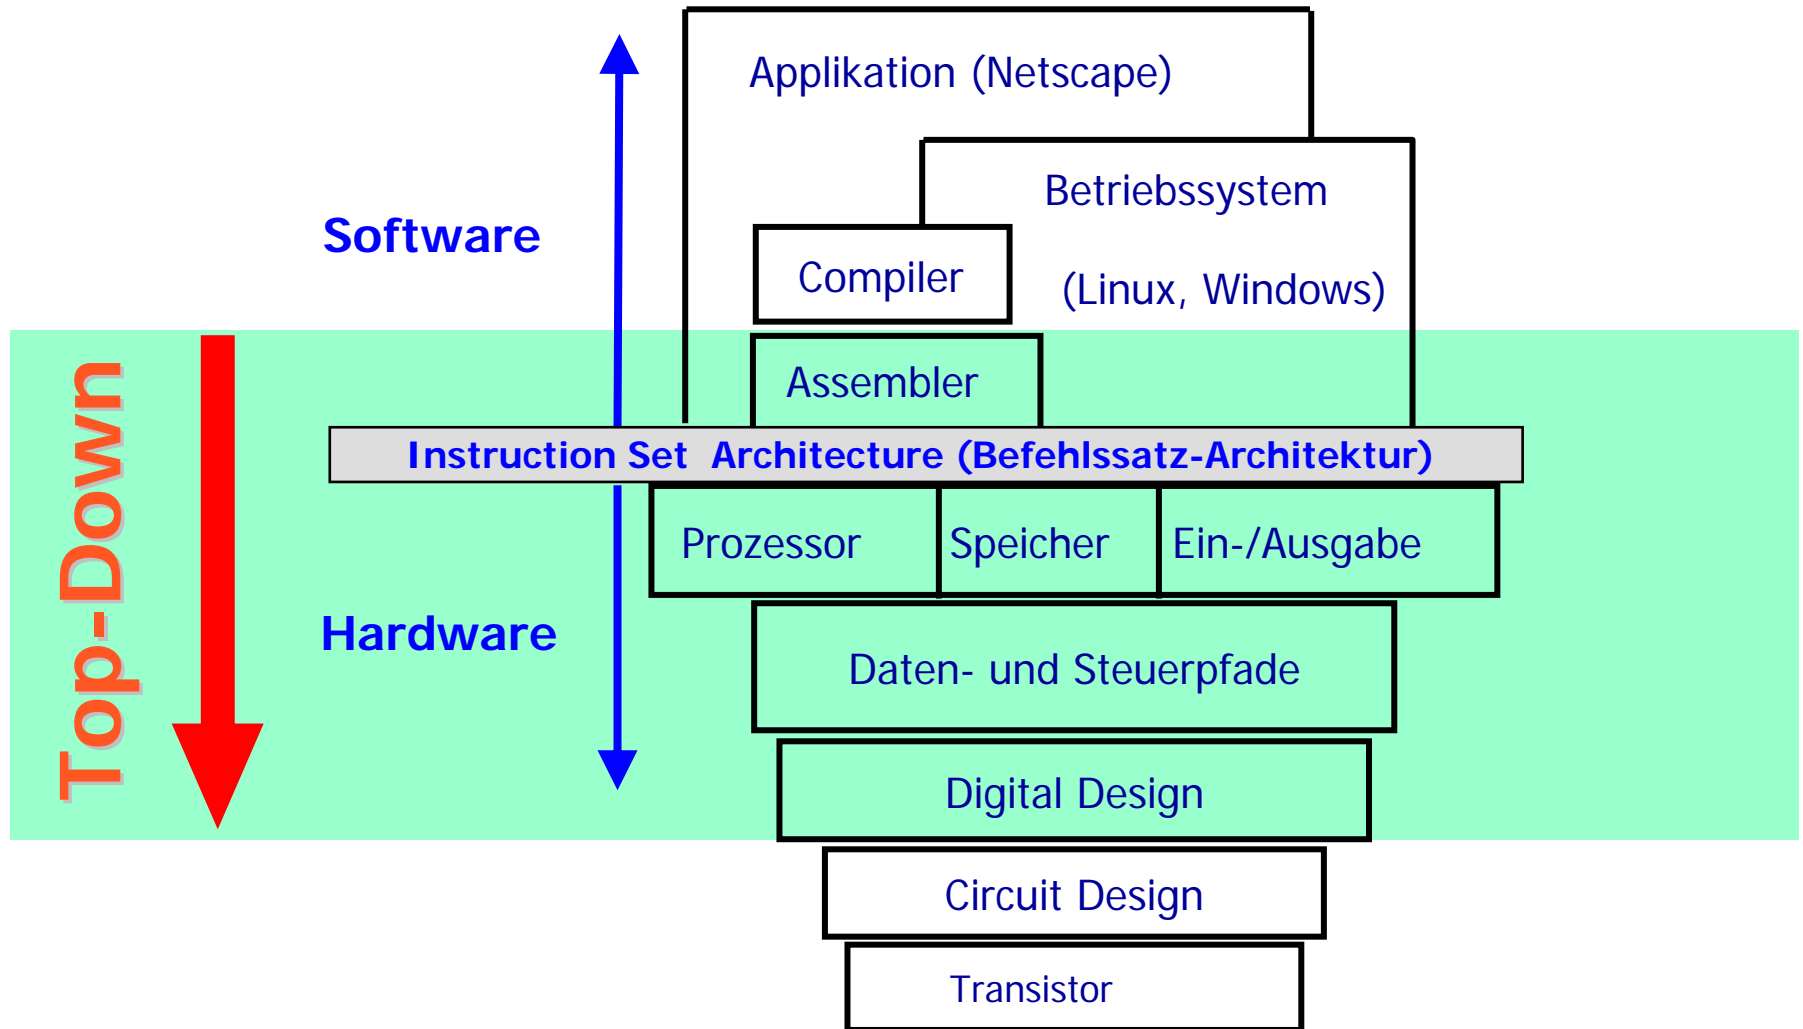 Applikation (Netscape)
Betriebssystem
Software
Compiler
(Linux, Windows)
Top-Down
Assembler
Instruction Set Architecture (Befehlssatz-Architektur)
Prozessor
Speicher
Ein-/Ausgabe
Hardware
Daten- und Steuerpfade
Digital Design
Circuit Design
Transistor